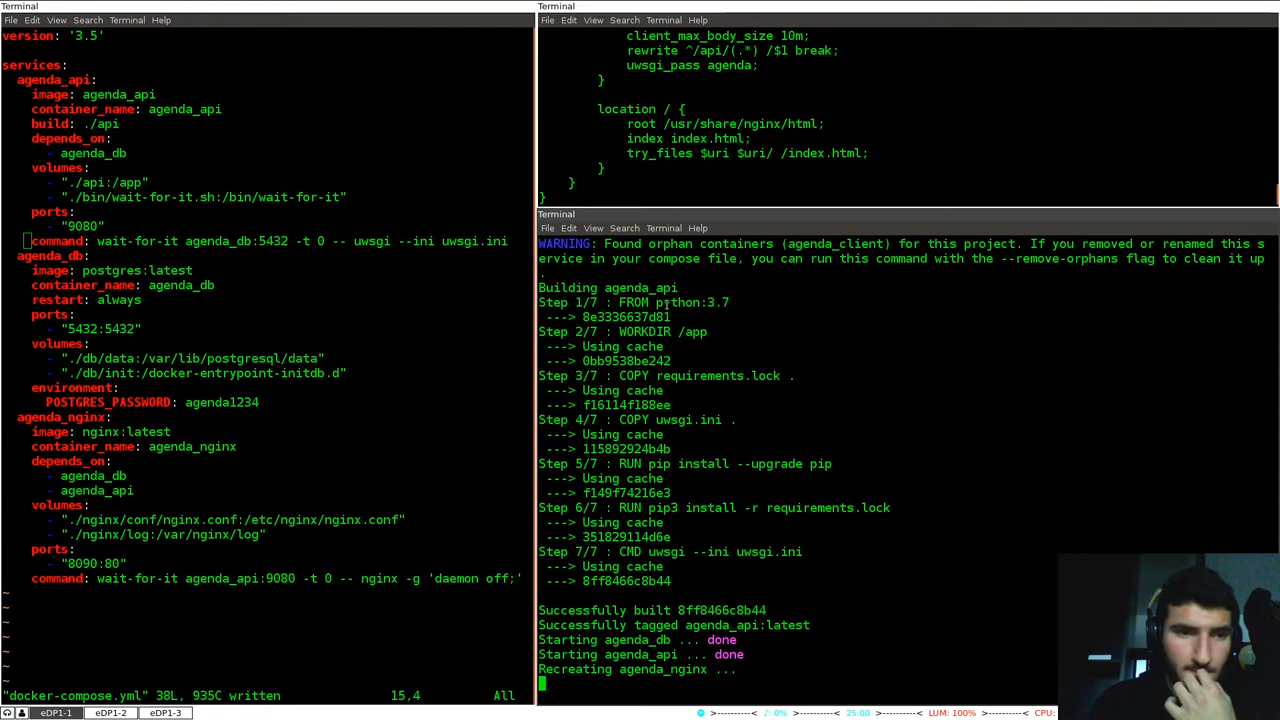 Terminal
File Edit View Search Terminal Help
version: '3.5'
services:
agenda_api:
image: agenda_api
container_name: agenda_api
build: ./api
depends_on:
- agenda_db
volumes:
- "./api:/app"
- "./bin/wait-for-it.sh:/bin/wait-for-it"
ports:
- "9080"
command: wait-for-it agenda_db:5432 -t 0 -- uwsgi --ini uwsgi.ini
agenda_db:
image: postgres:latest
container_name: agenda_db
restart: always
ports:
- "5432:5432"
volumes:
- "./db/data:/var/lib/postgresql/data"
- "./db/init:/docker-entrypoint-initdb.d"
environment:
POSTGRES_PASSWORD: agenda1234
agenda_nginx:
image: nginx:latest
container_name: agenda_nginx
depends_on:
- agenda_db
- agenda_api
volumes:
- "./nginx/conf/nginx.conf:/etc/nginx/nginx.conf"
- "./nginx/log:/var/nginx/log"
ports:
- "8090:80"
command: wait-for-it agenda_api:9080 -t 0 -- nginx -g 'daemon off;'
~
~
~
~
~
~
~
"docker-compose.yml" 38L, 935C written 15,4 All
Terminal
File Edit View Search Terminal Help
client_max_body_size 10m;
rewrite ^/api/(.*) /$1 break;
uwsgi_pass agenda;
}
location / {
root /usr/share/nginx/html;
index index.html;
try_files $uri $uri/ /index.html;
}
}
}
Terminal
File Edit View Search Terminal Help
WARNING: Found orphan containers (agenda_client) for this project. If you removed or renamed this s
ervice in your compose file, you can run this command with the --remove-orphans flag to clean it up
.
Building agenda_api
Step 1/7 : FROM python:3.7
---> 8e3336637d81
Step 2/7 : WORKDIR /app
---> Using cache
---> 0bb9538be242
Step 3/7 : COPY requirements.lock .
---> Using cache
---> f16114f188ee
Step 4/7 : COPY uwsgi.ini .
---> Using cache
---> 115892924b4b
Step 5/7 : RUN pip install --upgrade pip
---> Using cache
---> f149f74216e3
Step 6/7 : RUN pip3 install -r requirements.lock
---> Using cache
---> 351829114d6e
Step 7/7 : CMD uwsgi --ini uwsgi.ini
---> Using cache
---> 8ff8466c8b44
Successfully built 8ff8466c8b44
Successfully tagged agenda_api:latest
Starting agenda_db ... done
Starting agenda_api ... done
Recreating agenda_nginx ...
eDP1-1 eDP1-2 eDP1-3 >----------< ♪: 0% >----------< 25:00 >----------< LUM: 100% >----------< CPU: